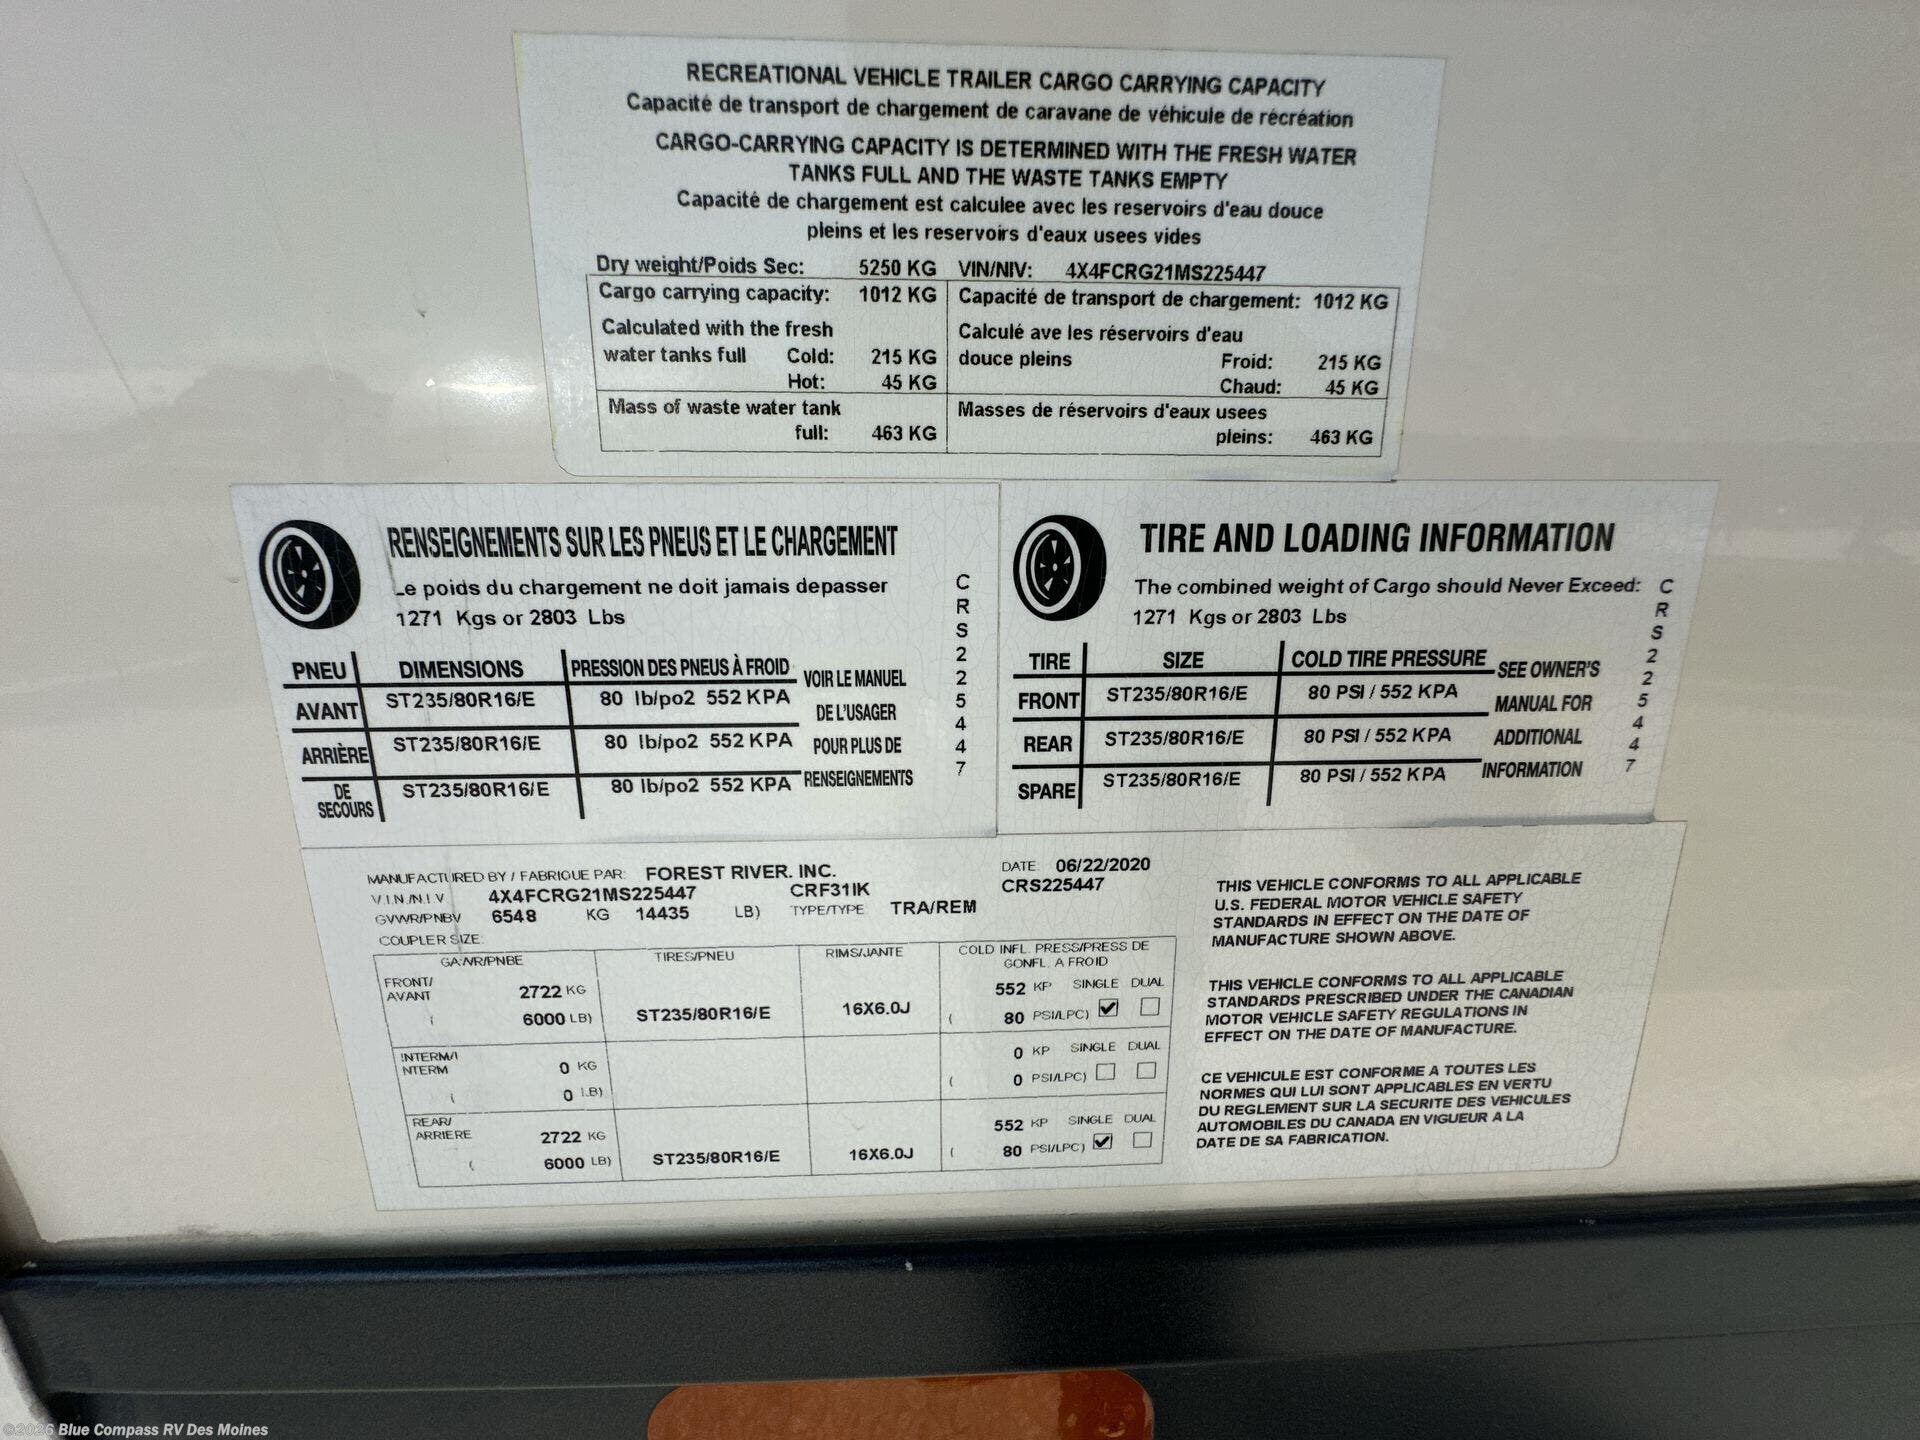 RECREATIONAL VEHICLE TRAILER CARGO CARRYING CAPACITY
Capacité de transport de chargement de caravane de véhicule de récréation
CARGO-CARRYING CAPACITY IS DETERMINED WITH THE FRESH WATER
TANKS FULL AND THE WASTE TANKS EMPTY
Capacité de chargement est calculee avec les reservoirs d'eau douce
pleins et les reservoirs d'eaux usees vides
Dry weight/Poids Sec: 5250 KG VIN/NIV: 4X4FCRG21MS225447
Cargo carrying capacity: 1012 KG Capacité de transport de chargement: 1012 KG
Calculated with the fresh Calculé ave les réservoirs d'eau
water tanks full Cold: 215 KG douce pleins Froid: 215 KG
Hot: 45 KG Chaud: 45 KG
Mass of waste water tank Masses de réservoirs d'eaux usees
full: 463 KG pleins: 463 KG
RENSEIGNEMENTS SUR LES PNEUS ET LE CHARGEMENT
Le poids du chargement ne doit jamais depasser
1271 Kgs or 2803 Lbs
PNEU DIMENSIONS PRESSION DES PNEUS À FROID VOIR LE MANUEL
AVANT ST235/80R16/E 80 lb/po2 552 KPA DE L'USAGER
ARRIÈRE ST235/80R16/E 80 lb/po2 552 KPA POUR PLUS DE
DE SECOURS ST235/80R16/E 80 lb/po2 552 KPA RENSEIGNEMENTS
CRS225447
TIRE AND LOADING INFORMATION
The combined weight of Cargo should Never Exceed:
1271 Kgs or 2803 Lbs
TIRE SIZE COLD TIRE PRESSURE SEE OWNER'S
FRONT ST235/80R16/E 80 PSI / 552 KPA MANUAL FOR
REAR ST235/80R16/E 80 PSI / 552 KPA ADDITIONAL
SPARE ST235/80R16/E 80 PSI / 552 KPA INFORMATION
CRS225447
MANUFACTURED BY / FABRIQUE PAR: FOREST RIVER. INC. DATE 06/22/2020
V.I.N./N.I.V 4X4FCRG21MS225447 CRF31IK CRS225447
GVWR/PNBV 6548 KG 14435 LB) TYPE/TYPE TRA/REM
COUPLER SIZE:
GAWR/PNBE TIRES/PNEU RIMS/JANTE COLD INFL. PRESS/PRESS DE
GONFL. A FROID
FRONT/ 2722 KG 552 KP SINGLE DUAL
AVANT ( 6000 LB) ST235/80R16/E 16X6.0J ( 80 PSI/LPC)
INTERM/I 0 KG 0 KP SINGLE DUAL
NTERM ( 0 LB) ( 0 PSI/LPC)
REAR/ 2722 KG 552 KP SINGLE DUAL
ARRIERE ( 6000 LB) ST235/80R16/E 16X6.0J ( 80 PSI/LPC)
THIS VEHICLE CONFORMS TO ALL APPLICABLE
U.S. FEDERAL MOTOR VEHICLE SAFETY
STANDARDS IN EFFECT ON THE DATE OF
MANUFACTURE SHOWN ABOVE.
THIS VEHICLE CONFORMS TO ALL APPLICABLE
STANDARDS PRESCRIBED UNDER THE CANADIAN
MOTOR VEHICLE SAFETY REGULATIONS IN
EFFECT ON THE DATE OF MANUFACTURE.
CE VEHICULE EST CONFORME A TOUTES LES
NORMES QUI LUI SONT APPLICABLES EN VERTU
DU REGLEMENT SUR LA SECURITE DES VEHICULES
AUTOMOBILES DU CANADA EN VIGUEUR A LA
DATE DE SA FABRICATION.
©2026 Blue Compass RV Des Moines